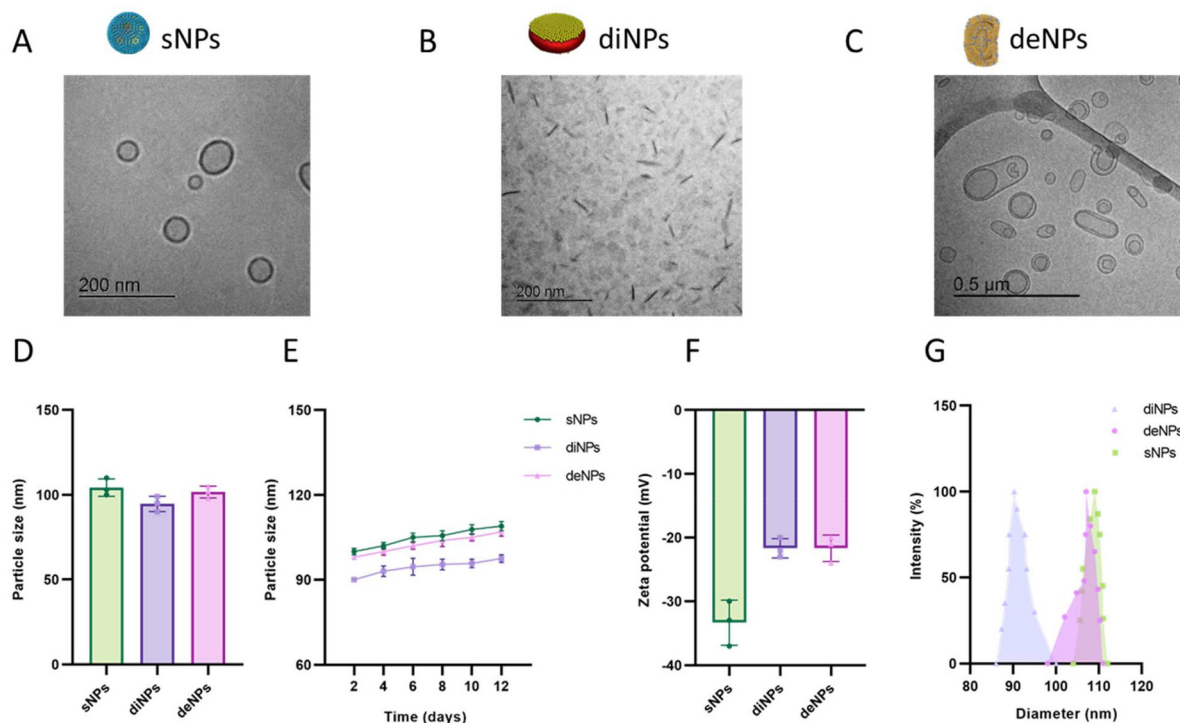 A sNPs
B diNPs
C deNPs
200 nm
200 nm
0.5 µm
D
150
100
50
0
Particle size (nm)
sNPs
diNPs
deNPs
E
150
120
90
60
Particle size (nm)
2 4 6 8 10 12
Time (days)
sNPs
diNPs
deNPs
F
0
-10
-20
-30
-40
Zeta potential (mV)
sNPs
diNPs
deNPs
G
150
100
50
0
Intensity (%)
80 90 100 110 120
Diameter (nm)
diNPs
deNPs
sNPs